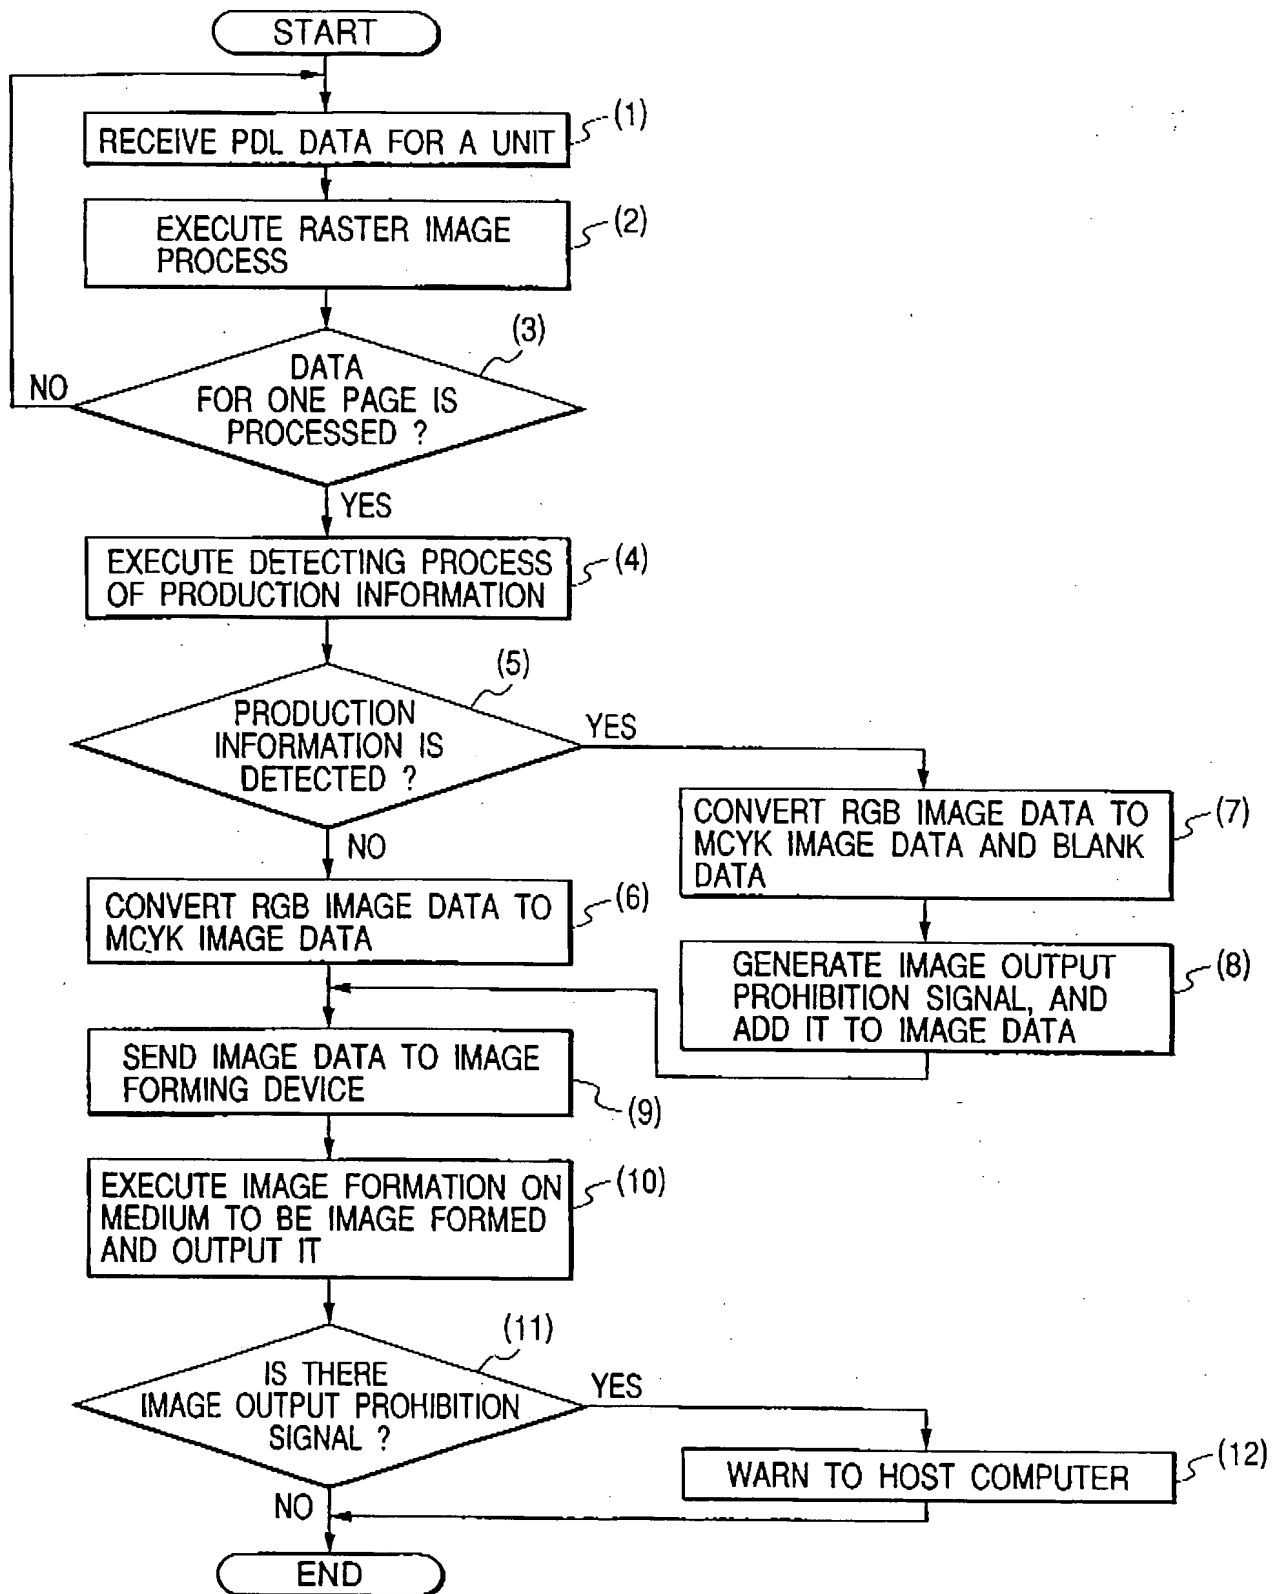 START
RECEIVE PDL DATA FOR A UNIT
(1)
EXECUTE RASTER IMAGE
PROCESS
(2)
(3)
DATA
FOR ONE PAGE IS
PROCESSED ?
NO
YES
EXECUTE DETECTING PROCESS
OF PRODUCTION INFORMATION
(4)
(5)
PRODUCTION
INFORMATION IS
DETECTED ?
YES
NO
CONVERT RGB IMAGE DATA TO
MCYK IMAGE DATA AND BLANK
DATA
(7)
CONVERT RGB IMAGE DATA TO
MCYK IMAGE DATA
(6)
GENERATE IMAGE OUTPUT
PROHIBITION SIGNAL, AND
ADD IT TO IMAGE DATA
(8)
SEND IMAGE DATA TO IMAGE
FORMING DEVICE
(9)
EXECUTE IMAGE FORMATION ON
MEDIUM TO BE IMAGE FORMED
AND OUTPUT IT
(10)
(11)
IS THERE
IMAGE OUTPUT PROHIBITION
SIGNAL ?
YES
NO
WARN TO HOST COMPUTER
(12)
END